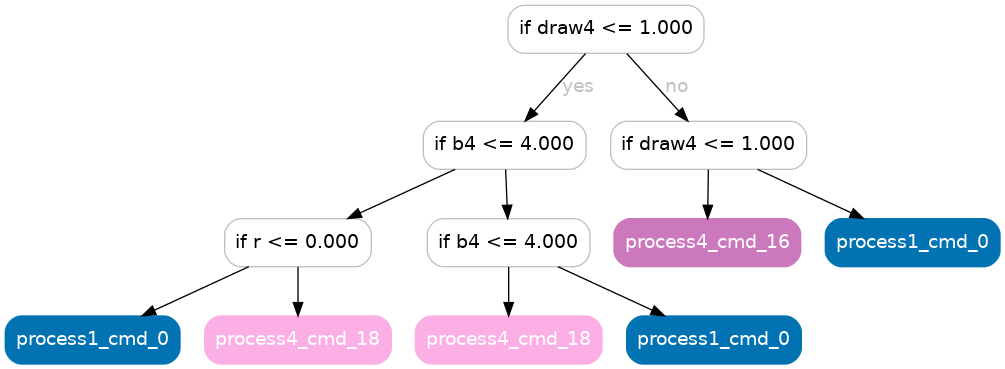 if draw4 <= 1.000
yes
no
if b4 <= 4.000
if draw4 <= 1.000
if r <= 0.000
if b4 <= 4.000
process4_cmd_16
process1_cmd_0
process1_cmd_0
process4_cmd_18
process4_cmd_18
process1_cmd_0